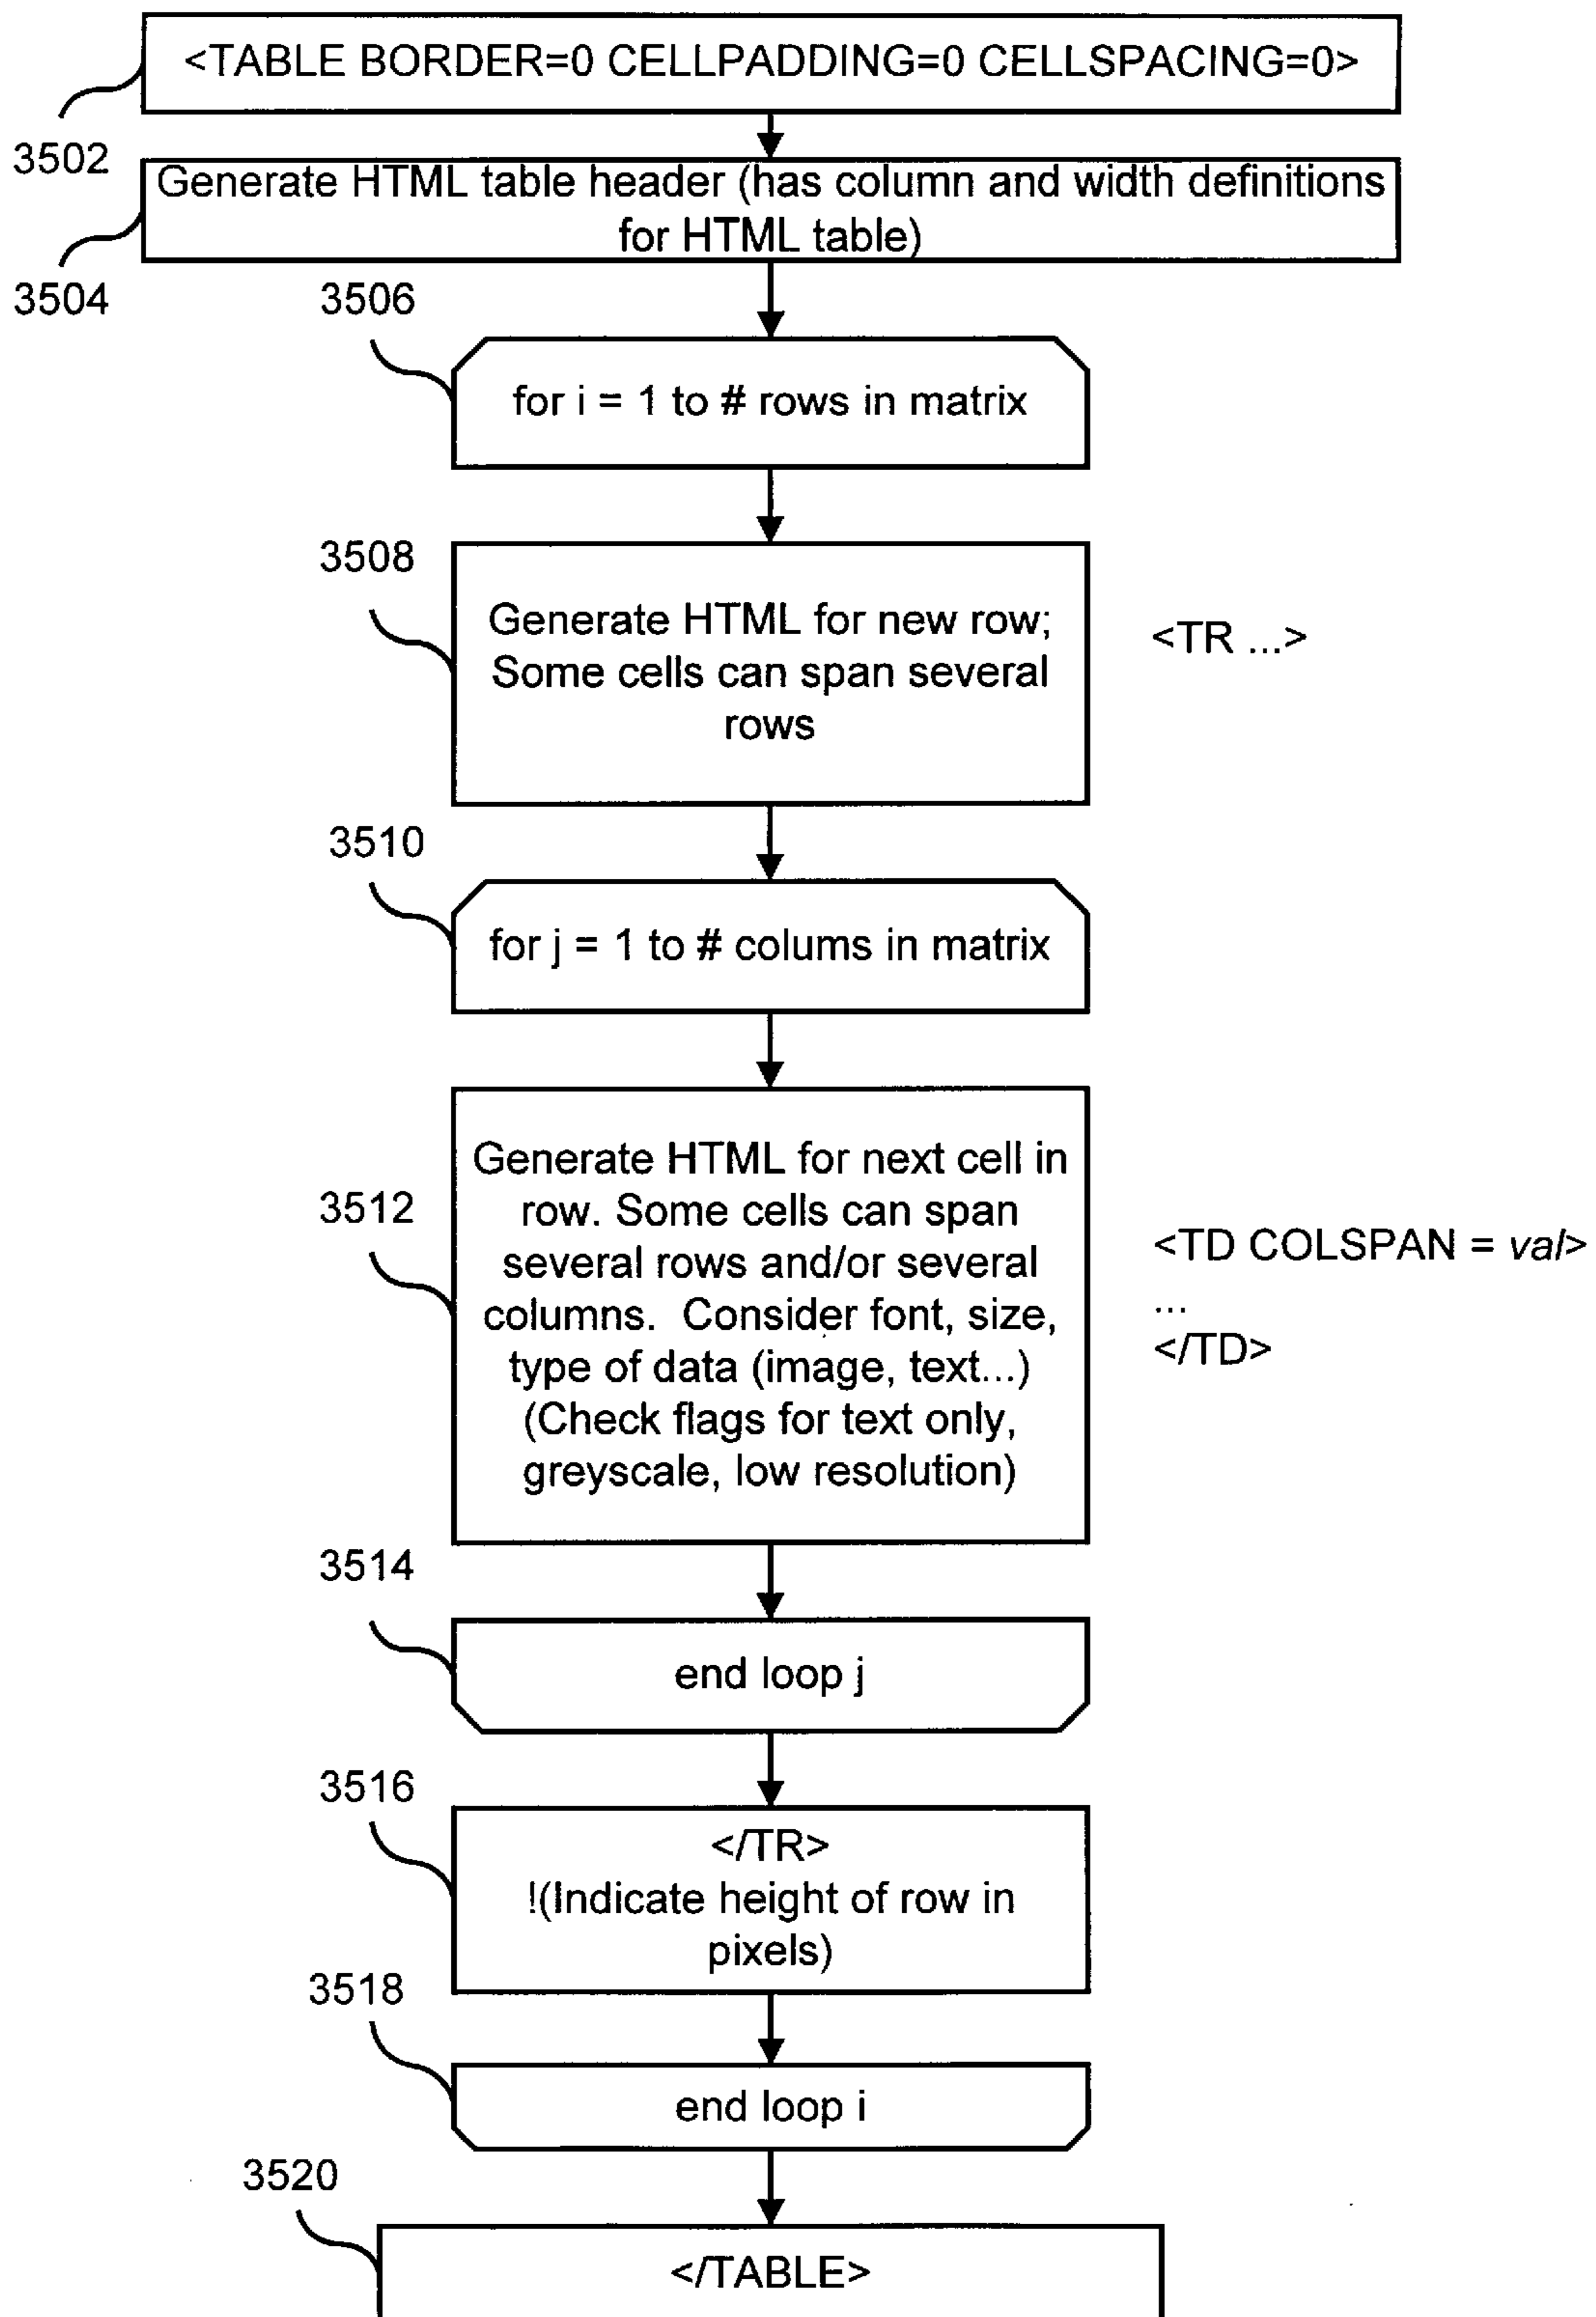 <TABLE BORDER=0 CELLPADDING=0 CELLSPACING=0>
3502
Generate HTML table header (has column and width definitions
for HTML table)
3504
3506
for i = 1 to # rows in matrix
3508
Generate HTML for new row;
Some cells can span several
rows
<TR ...>
3510
for j = 1 to # colums in matrix
3512
Generate HTML for next cell in
row. Some cells can span
several rows and/or several
columns.  Consider font, size,
type of data (image, text...)
(Check flags for text only,
greyscale, low resolution)
<TD COLSPAN = val>
...
</TD>
3514
end loop j
3516
</TR>
!(Indicate height of row in
pixels)
3518
end loop i
3520
</TABLE>